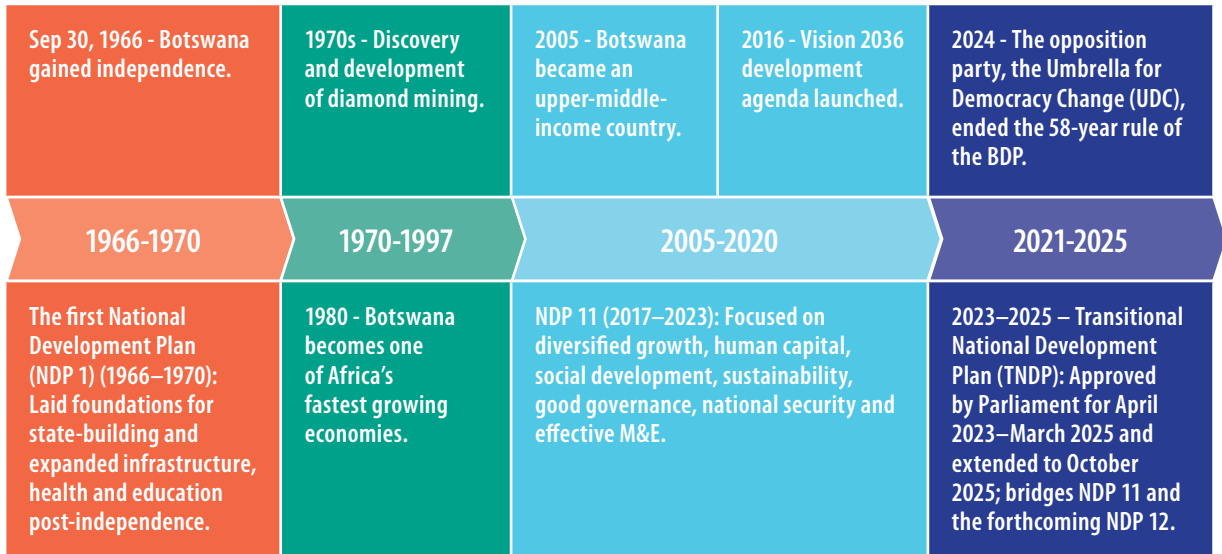 Sep 30, 1966 - Botswana
gained independence.
1970s - Discovery
and development
of diamond mining.
2005 - Botswana
became an
upper-middle-
income country.
2016 - Vision 2036
development
agenda launched.
2024 - The opposition
party, the Umbrella for
Democracy Change (UDC),
ended the 58-year rule of
the BDP.
1966-1970
1970-1997
2005-2020
2021-2025
The first National
Development Plan
(NDP 1) (1966–1970):
Laid foundations for
state-building and
expanded infrastructure,
health and education
post-independence.
1980 - Botswana
becomes one
of Africa’s
fastest growing
economies.
NDP 11 (2017–2023): Focused on
diversified growth, human capital,
social development, sustainability,
good governance, national security and
effective M&E.
2023–2025 – Transitional
National Development
Plan (TNDP): Approved
by Parliament for April
2023–March 2025 and
extended to October
2025; bridges NDP 11 and
the forthcoming NDP 12.